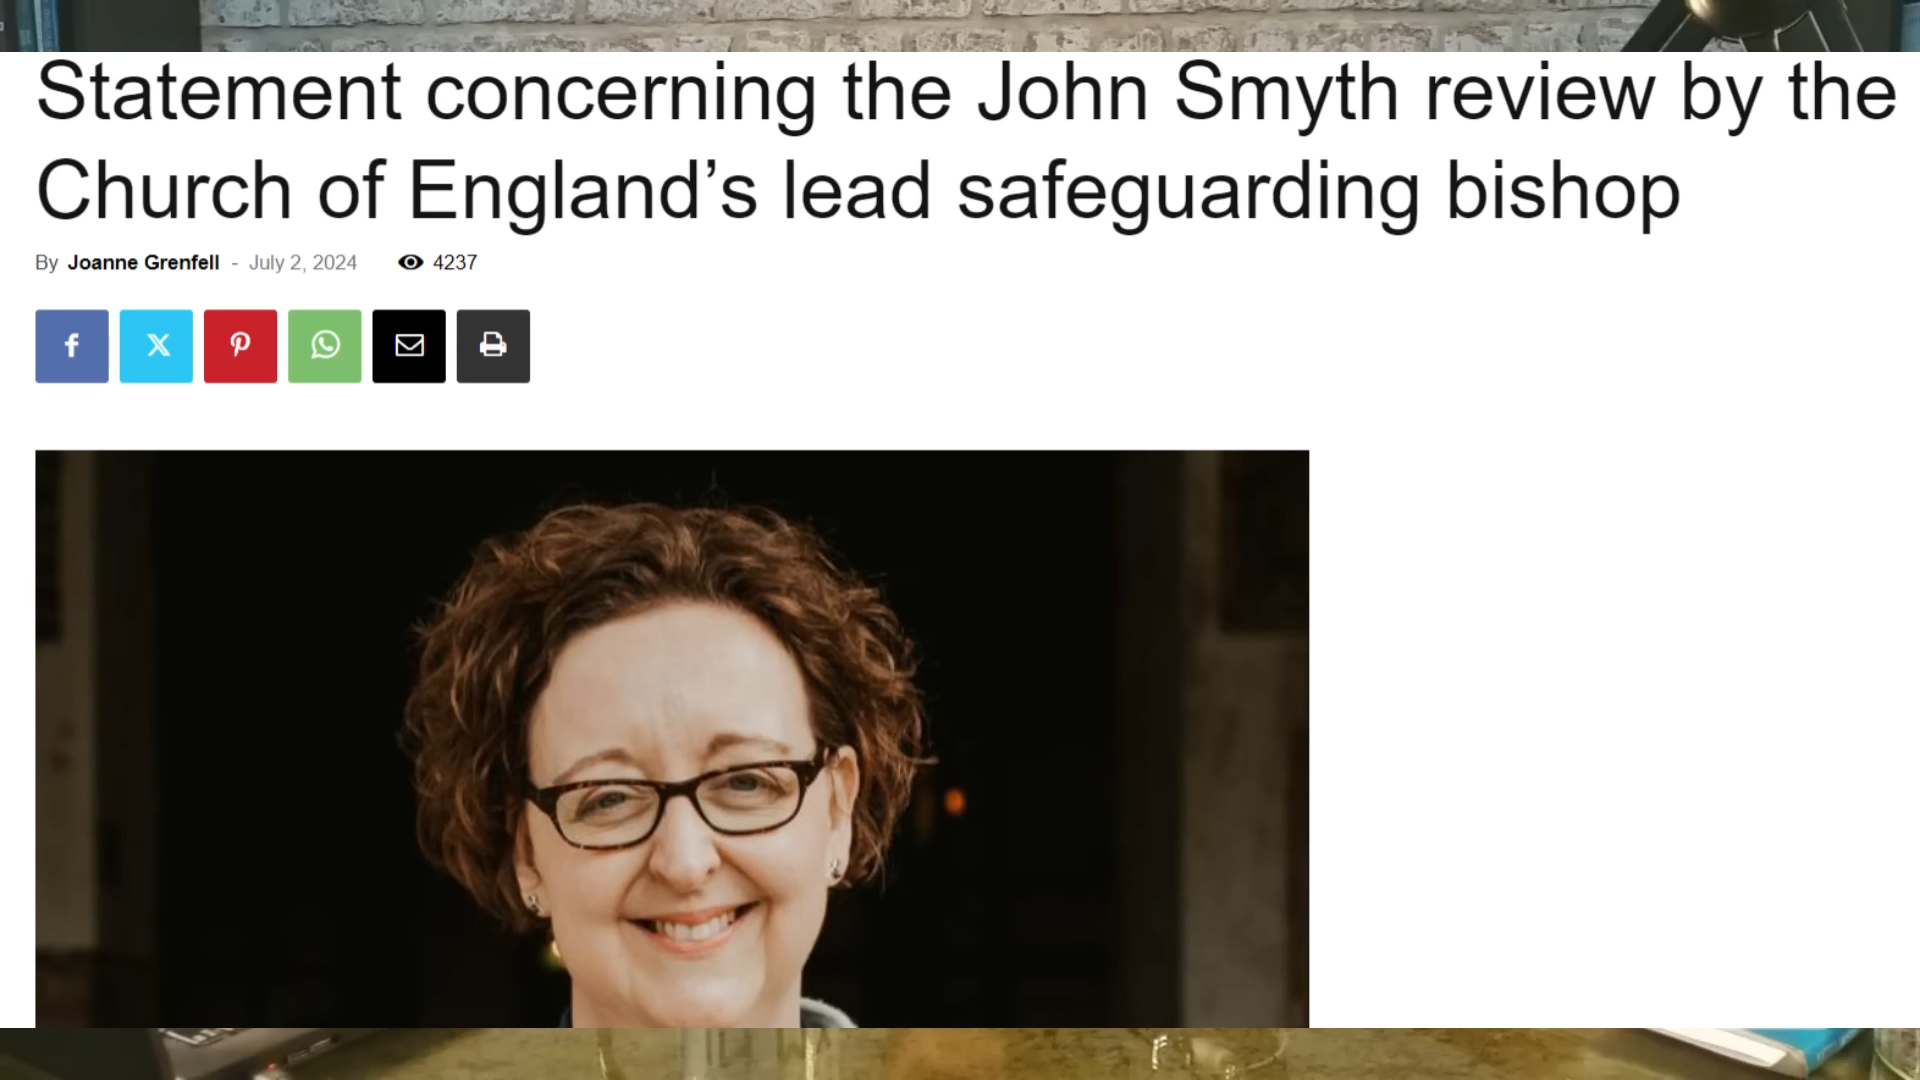 Statement concerning the John Smyth review by the
Church of England’s lead safeguarding bishop
By Joanne Grenfell - July 2, 2024 4237